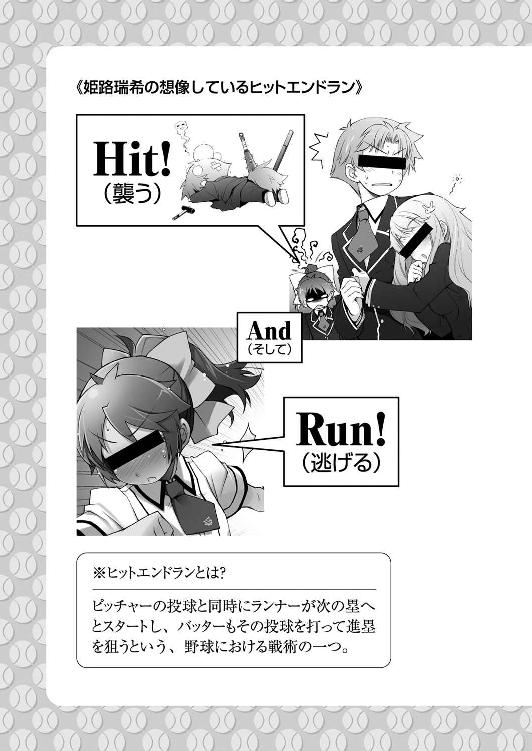 《姫路瑞希の想像しているヒットエンドラン》
Hit!
(襲う)
And
(そして)
Run!
(逃げる)
※ヒットエンドランとは?
ピッチャーの投球と同時にランナーが次の塁へ
とスタートし、バッターもその投球を打って進塁
を狙うという、野球における戦術の一つ。